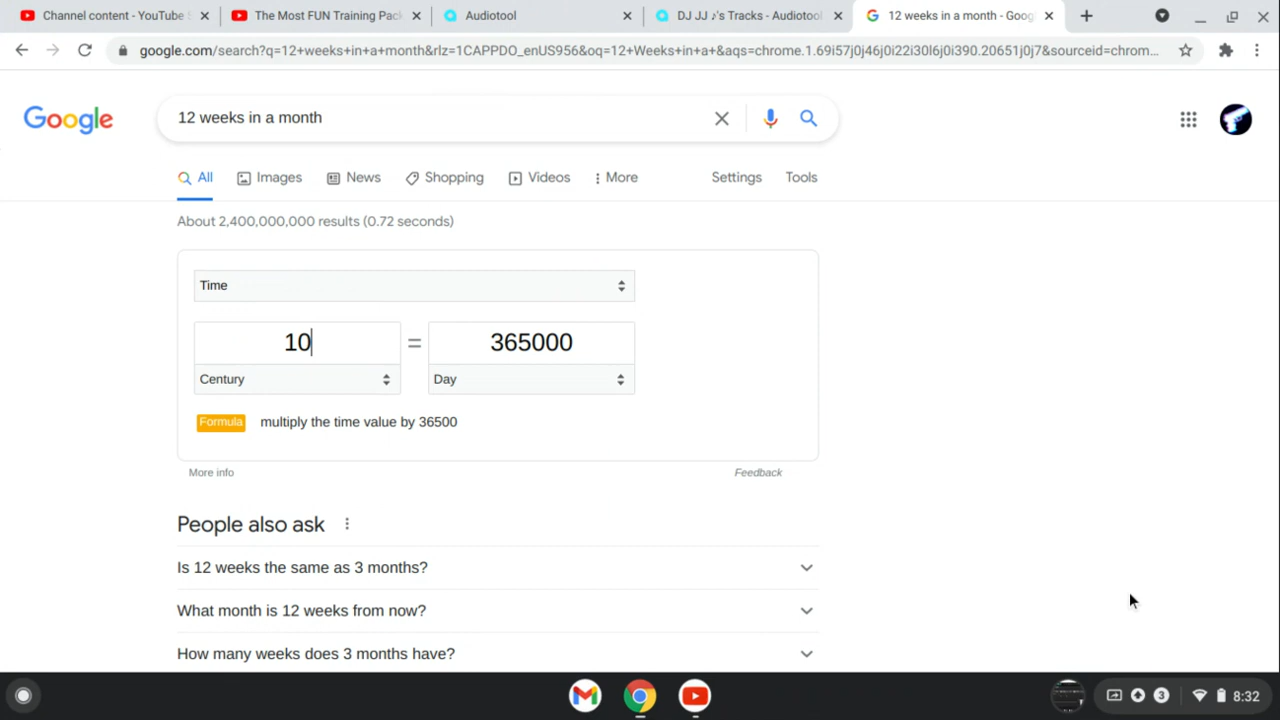 Channel content - YouTube
The Most FUN Training Pac
Audiotool
DJ JJ ♪'s Tracks - Audiotool
12 weeks in a month - Goog
google.com/search?q=12+weeks+in+a+month&rlz=1CAPPDO_enUS956&oq=12+Weeks+in+a+&aqs=chrome.1.69i57j0j46j0i22i30l6j0i390.20651j0j7&sourceid=chrom...
Google
12 weeks in a month
All
Images
News
Shopping
Videos
More
Settings
Tools
About 2,400,000,000 results (0.72 seconds)
Time
10 = 365000
Century
Day
Formula multiply the time value by 36500
More info
Feedback
People also ask
Is 12 weeks the same as 3 months?
What month is 12 weeks from now?
How many weeks does 3 months have?
3
8:32